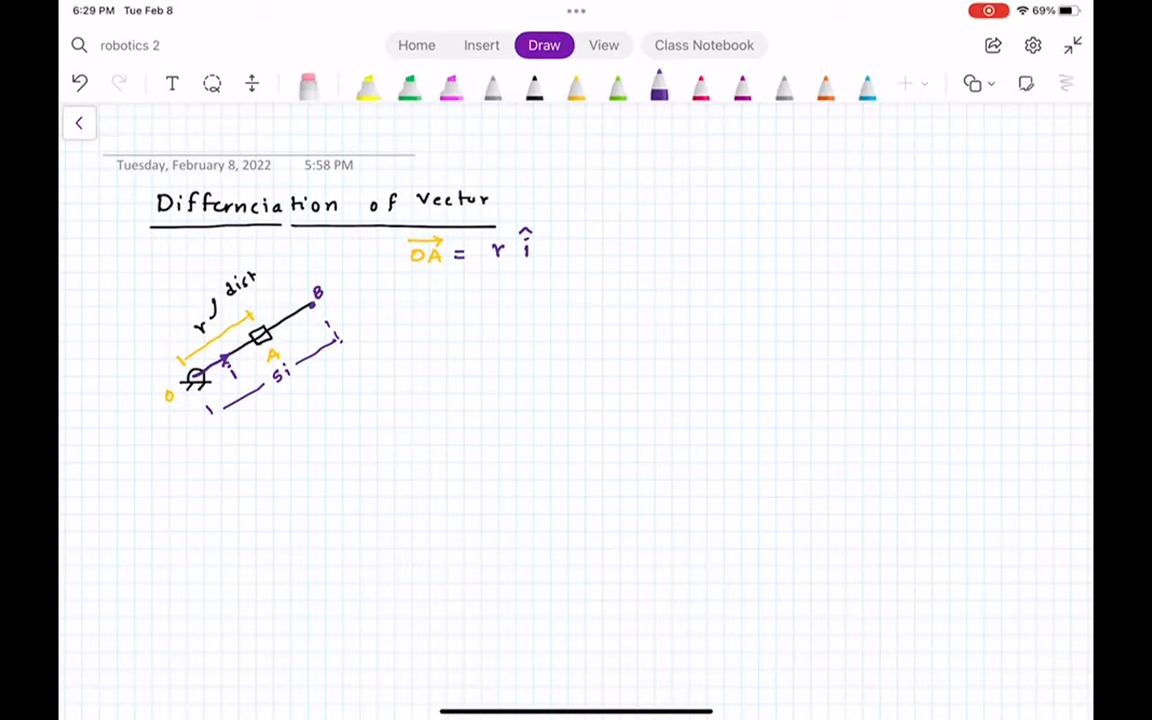 6:29 PM Tue Feb 8
69%
robotics 2
Home Insert Draw View Class Notebook
Tuesday, February 8, 2022 5:58 PM
Differnciation of vector
OA = r î
r dist
B
A
i
5i
O